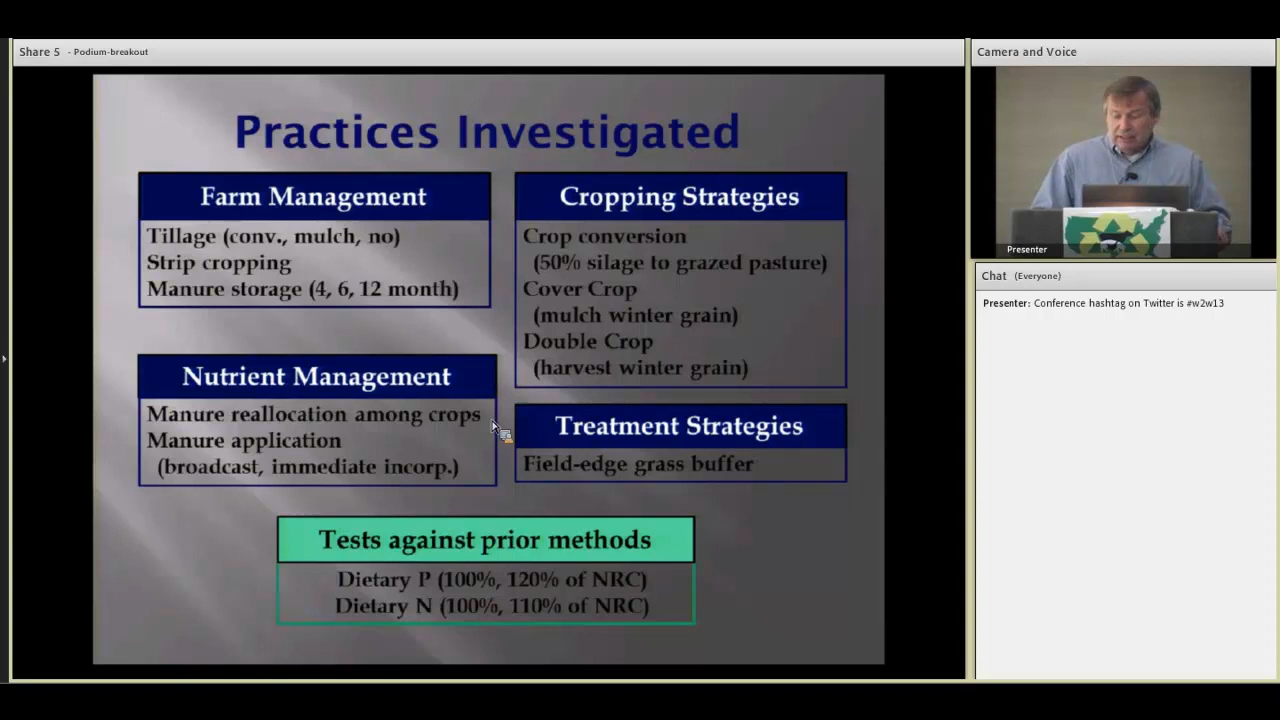 Share 5 - Podium-breakout
Practices Investigated
Farm Management
Tillage (conv., mulch, no)
Strip cropping
Manure storage (4, 6, 12 month)
Nutrient Management
Manure reallocation among crops
Manure application
(broadcast, immediate incorp.)
Cropping Strategies
Crop conversion
(50% silage to grazed pasture)
Cover Crop
(mulch winter grain)
Double Crop
(harvest winter grain)
Treatment Strategies
Field-edge grass buffer
Tests against prior methods
Dietary P (100%, 120% of NRC)
Dietary N (100%, 110% of NRC)
Camera and Voice
Presenter
Chat (Everyone)
Presenter: Conference hashtag on Twitter is #w2w13